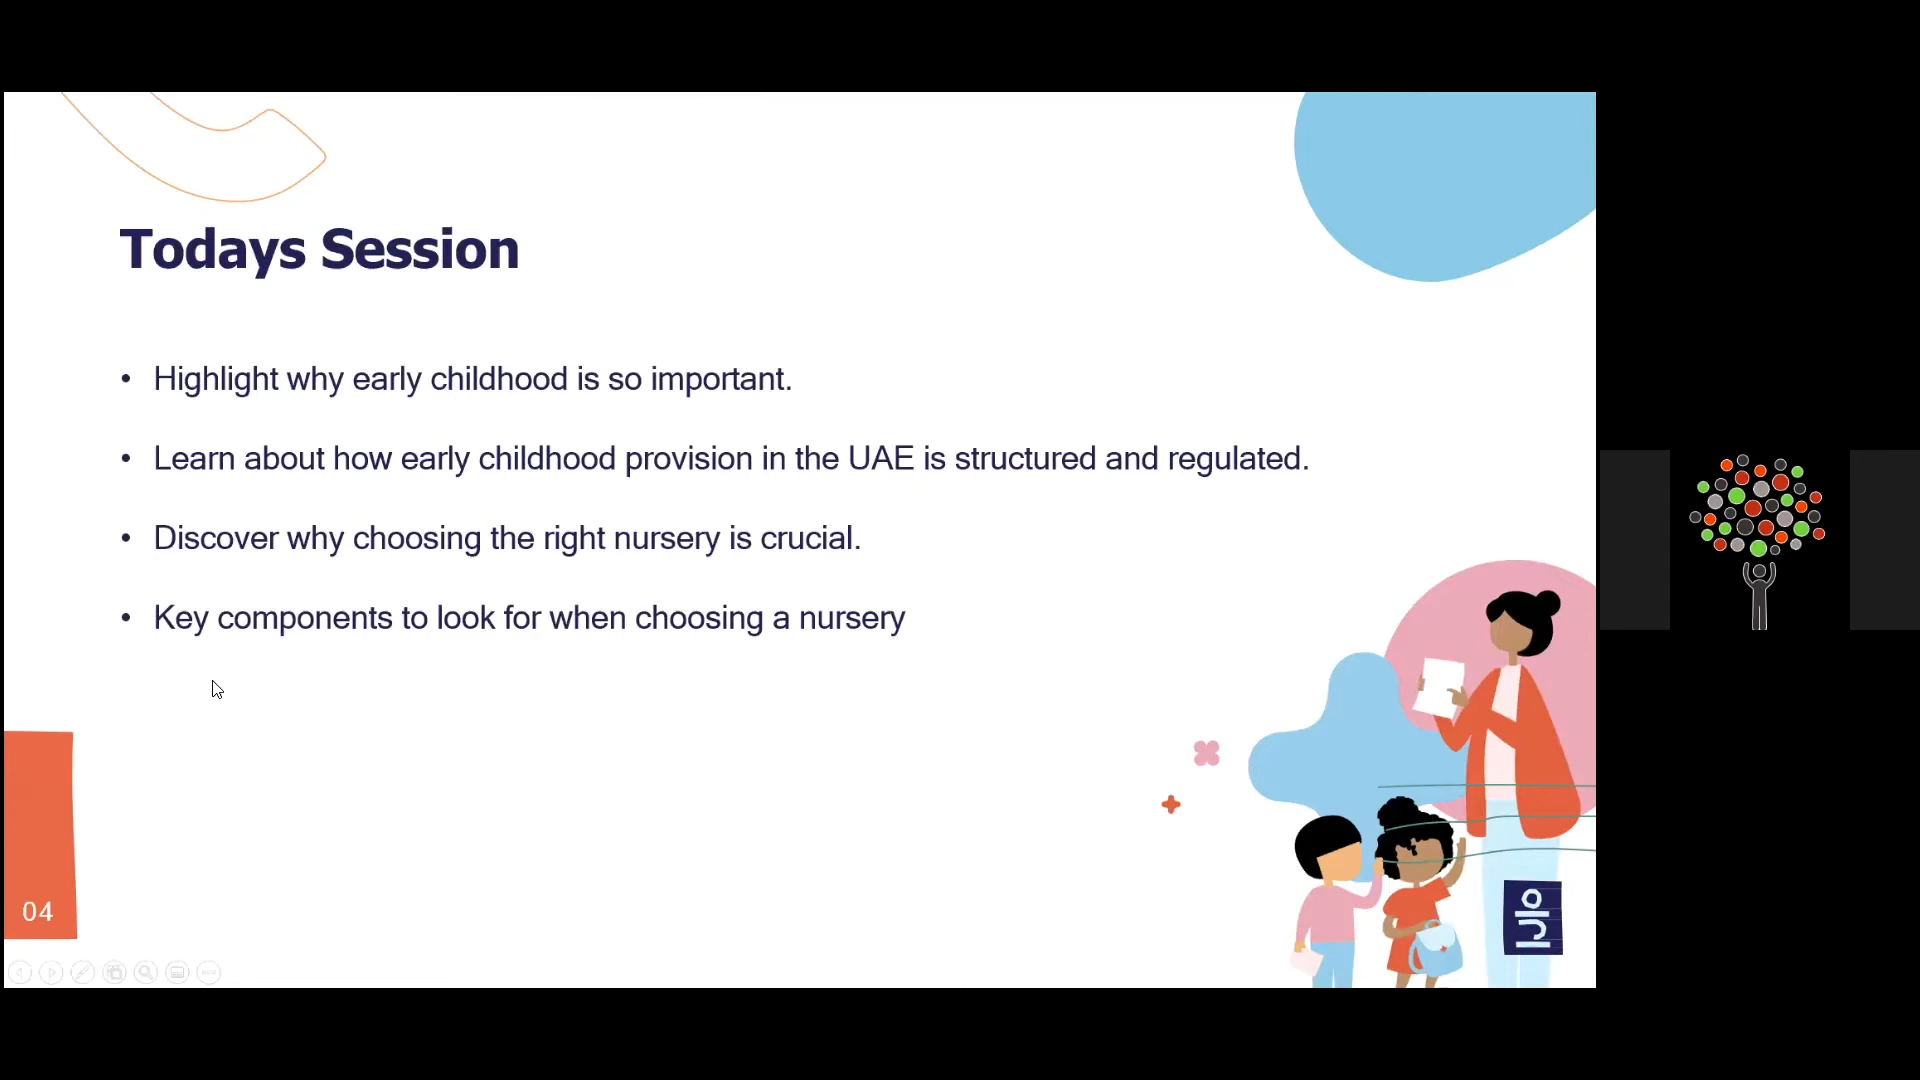 Todays Session
• Highlight why early childhood is so important.
• Learn about how early childhood provision in the UAE is structured and regulated.
• Discover why choosing the right nursery is crucial.
• Key components to look for when choosing a nursery
04